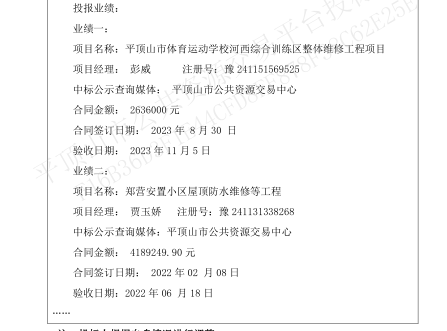 投报业绩：
业绩一：
项目名称：平顶山市体育运动学校河西综合训练区整体维修工程项目
项目经理： 彭威 注册号：豫 241151569525
中标公示查询媒体： 平顶山市公共资源交易中心
合同金额： 2636000 元
合同签订日期： 2023 年 8 月 30 日
验收日期： 2023 年 11 月 5 日
业绩二：
项目名称：郑营安置小区屋顶防水维修等工程
项目经理： 贾玉娇 注册号：豫 241131338268
中标公示查询媒体：平顶山市公共资源交易中心
合同金额： 4189249.90 元
合同签订日期： 2022 年 02 月 08 日
验收日期：2022 年 06 月 18 日
……